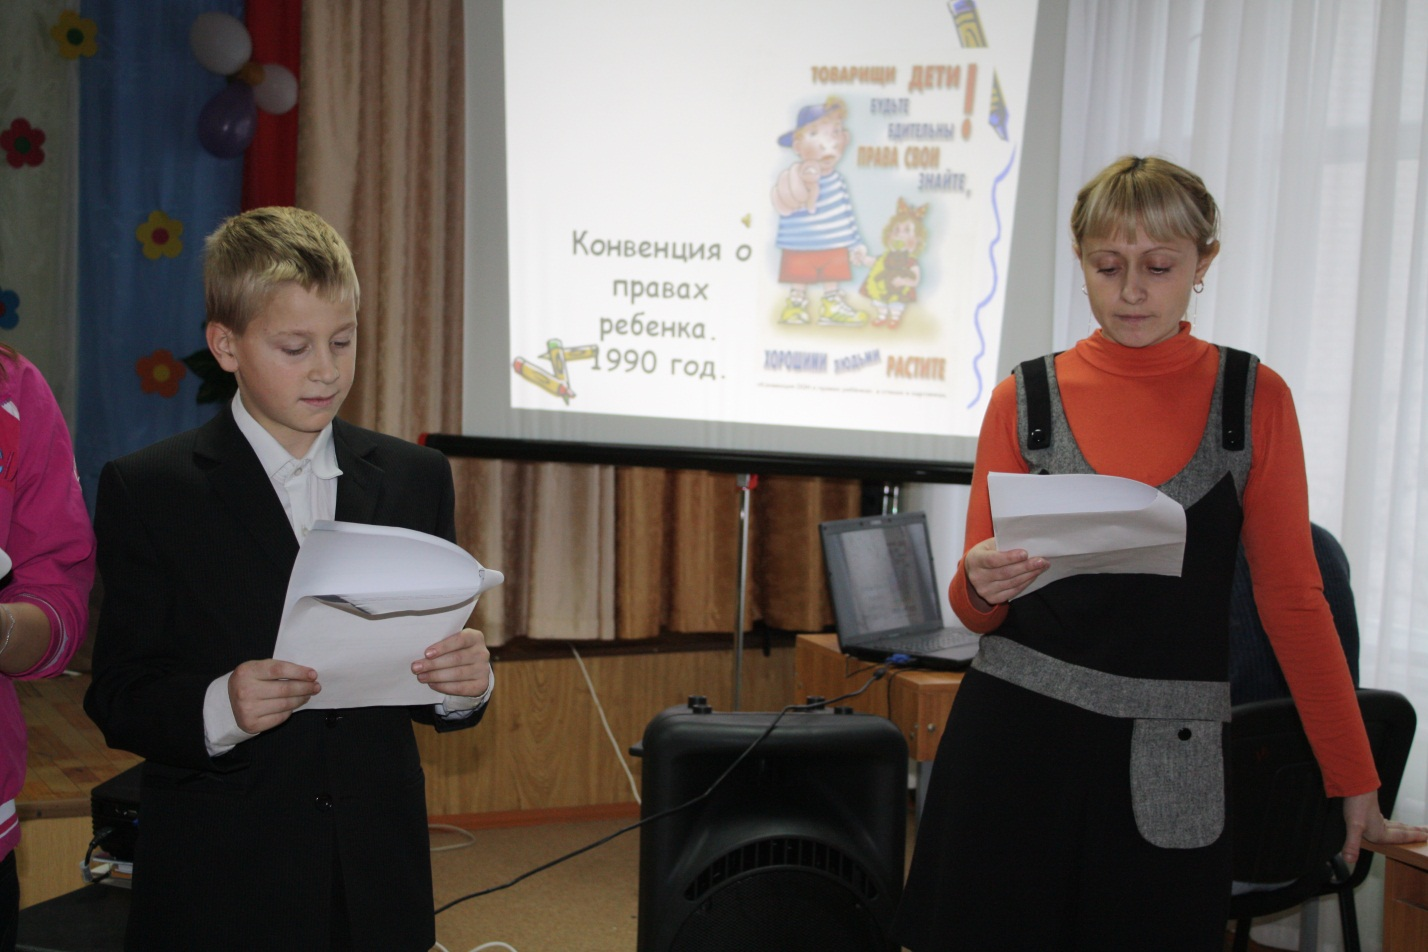 ТОВАРИЩИ ДЕТИ!
БУДЬТЕ
БДИТЕЛЬНЫ
ПРАВА СВОИ
ЗНАЙТЕ,
Конвенция о
правах
ребенка.
1990 год.
ХОРОШИМИ ЛЮДЬМИ РАСТИТЕ